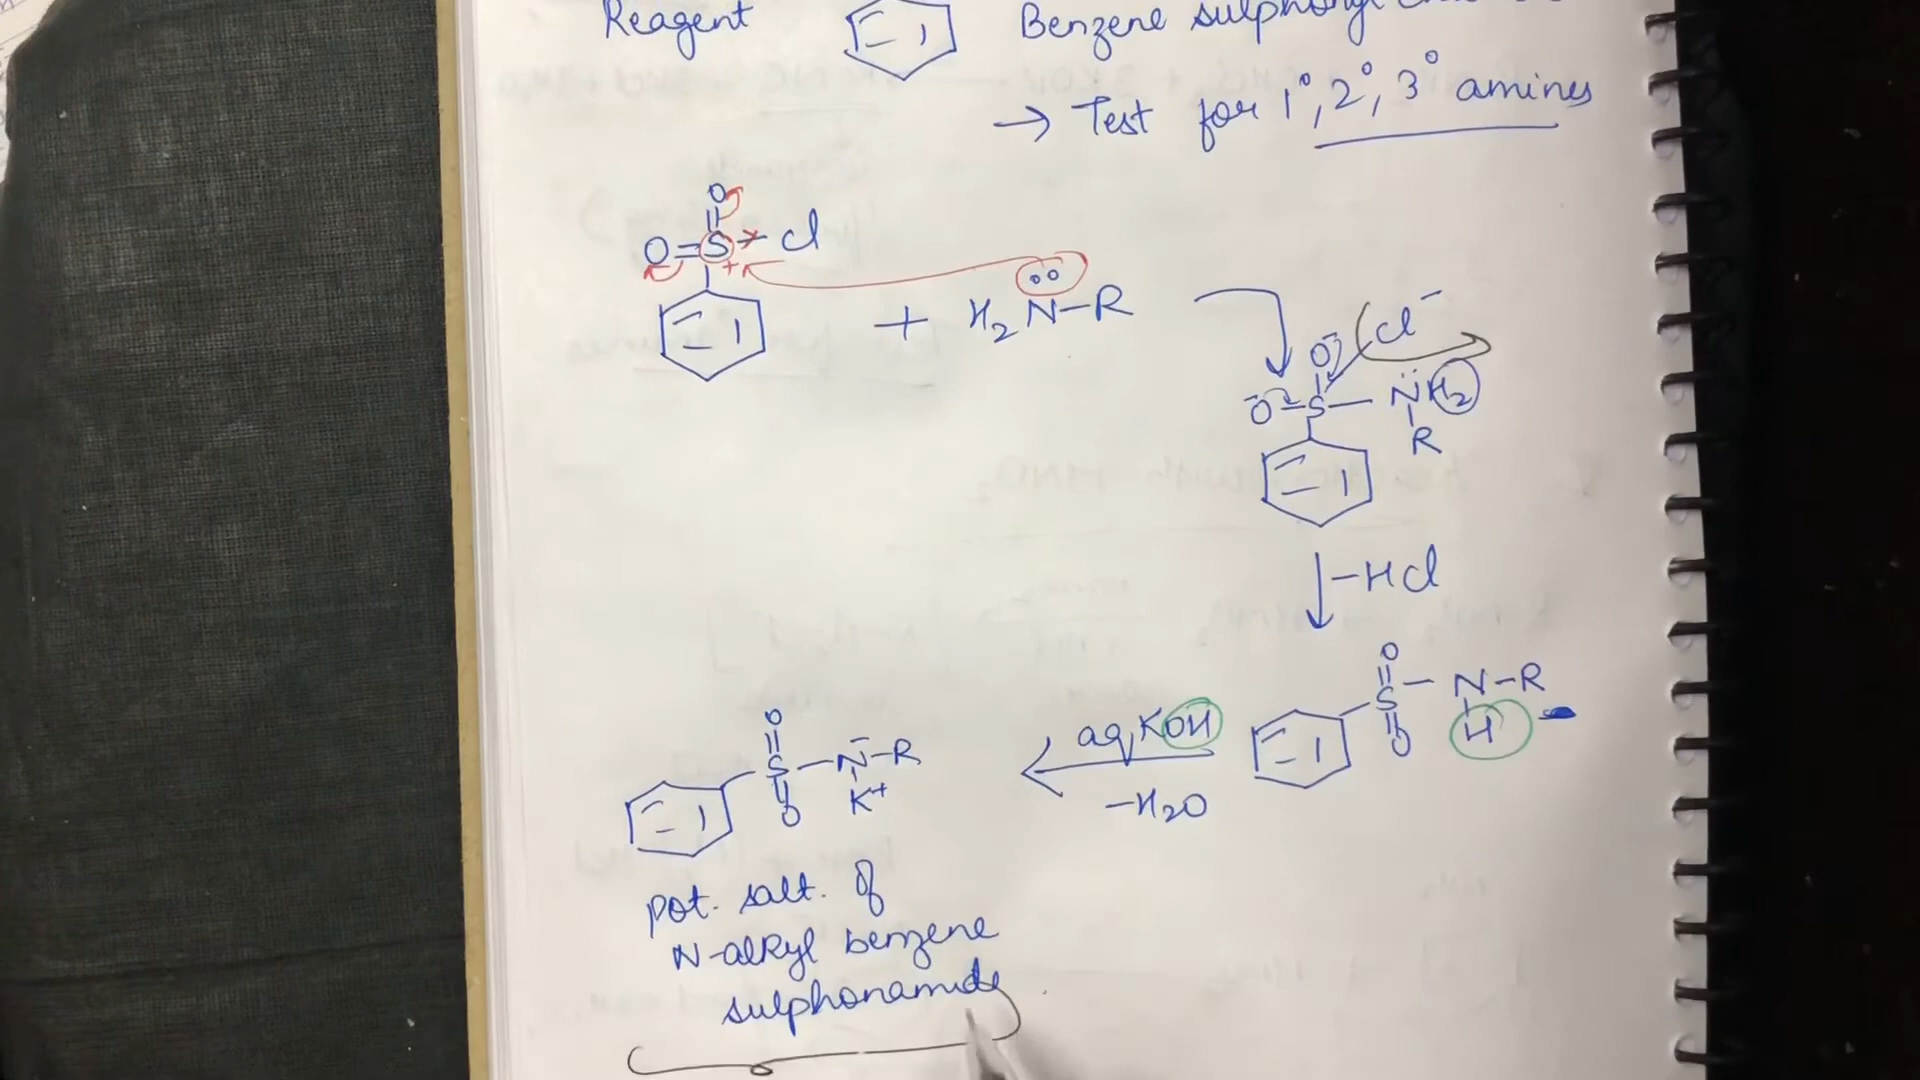 Reagent Benzene sulphonyl
→ Test for 1°, 2°, 3° amines
O
O=S–Cl
+
+ H₂N–R
Cl⁻
O⁻
⁻O–S–NH₂
R
–HCl
O
S–N–R
O H
aq KOH
–H₂O
O
S–N⁻–R
O K⁺
pot. salt. of
N-alkyl benzene
sulphonamide